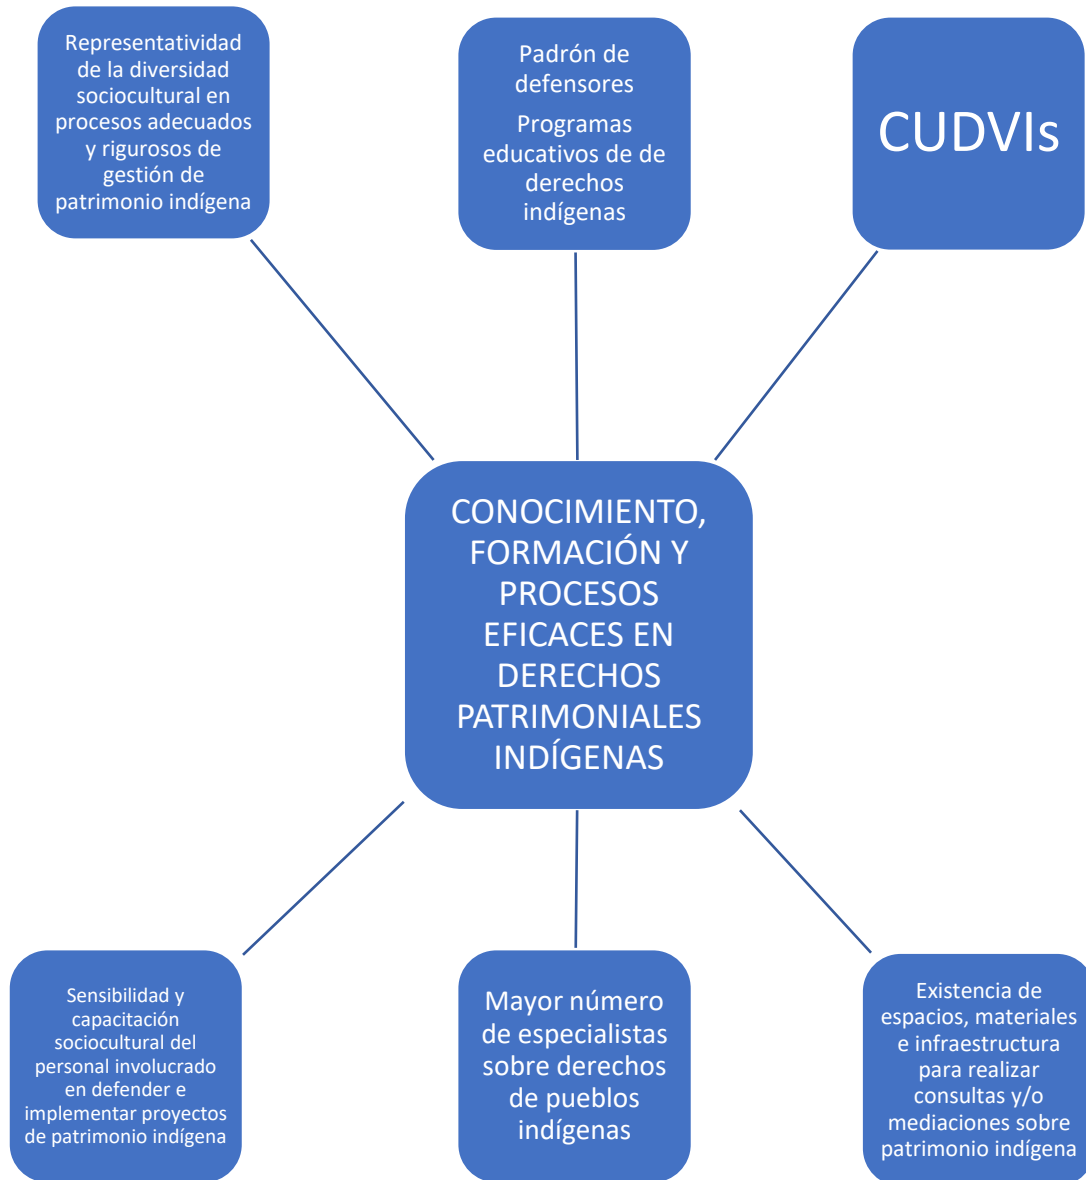 Representatividad
de la diversidad
sociocultural en
procesos adecuados
y rigurosos de
gestión de
patrimonio indígena
Padrón de
defensores
Programas
educativos de de
derechos
indígenas
CUDVIs
CONOCIMIENTO,
FORMACIÓN Y
PROCESOS
EFICACES EN
DERECHOS
PATRIMONIALES
INDÍGENAS
Sensibilidad y
capacitación
sociocultural del
personal involucrado
en defender e
implementar proyectos
de patrimonio indígena
Mayor número
de especialistas
sobre derechos
de pueblos
indígenas
Existencia de
espacios, materiales
e infraestructura
para realizar
consultas y/o
mediaciones sobre
patrimonio indígena